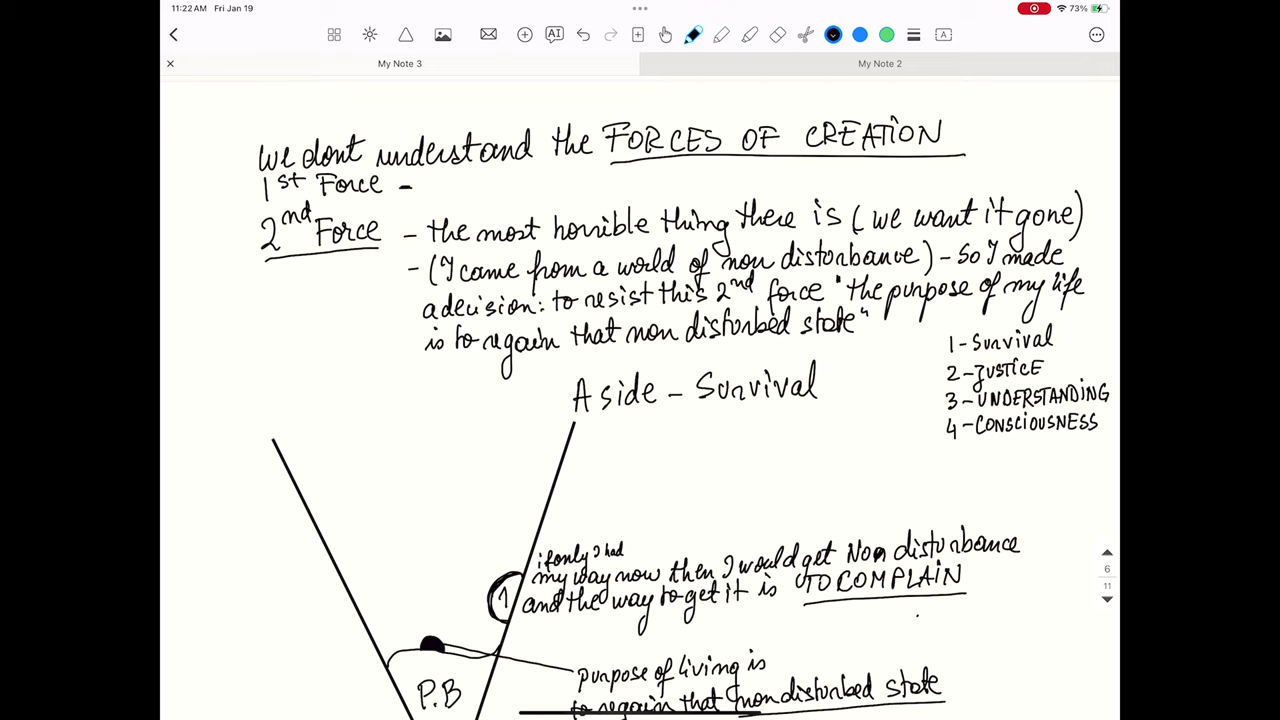 11:22AM Fri Jan 19
73%
AI
A
My Note 3
My Note 2
We dont understand the FORCES OF CREATION
1st Force -
2nd Force - the most horrible thing there is (we want it gone)
- (I came from a world of non disturbance) - So I made
a decision: to resist this 2nd force "the purpose of my life
is to regain that non disturbed state"
1-Survival
2-JUSTICE
3-UNDERSTANDING
4-CONSCIOUSNESS
A side - Survival
if only I had
my way now then I would get Non disturbance
and the way to get it is TO COMPLAIN
1
6
11
purpose of living is
to regain that non disturbed state
P.B